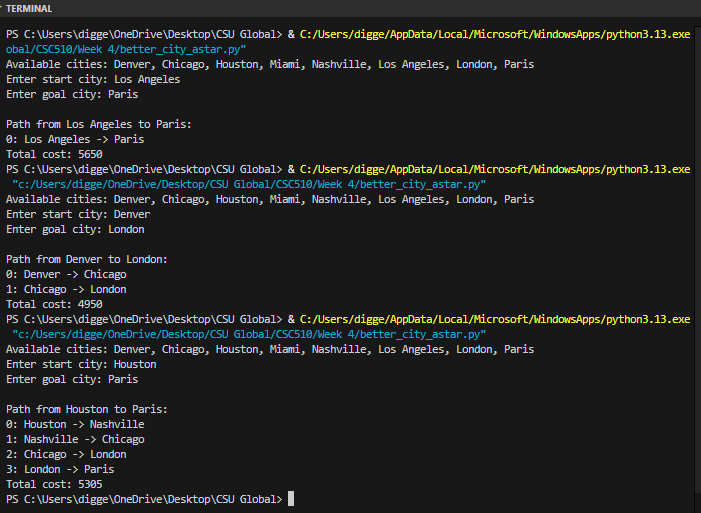 TERMINAL
PS C:\Users\digge\OneDrive\Desktop\CSU Global> & C:/Users/digge/AppData/Local/Microsoft/WindowsApps/python3.13.exe
obal/CSC510/Week 4/better_city_astar.py"
Available cities: Denver, Chicago, Houston, Miami, Nashville, Los Angeles, London, Paris
Enter start city: Los Angeles
Enter goal city: Paris
Path from Los Angeles to Paris:
0: Los Angeles -> Paris
Total cost: 5650
PS C:\Users\digge\OneDrive\Desktop\CSU Global> & C:/Users/digge/AppData/Local/Microsoft/WindowsApps/python3.13.exe
"c:/Users/digge/OneDrive/Desktop/CSU Global/CSC510/Week 4/better_city_astar.py"
Available cities: Denver, Chicago, Houston, Miami, Nashville, Los Angeles, London, Paris
Enter start city: Denver
Enter goal city: London
Path from Denver to London:
0: Denver -> Chicago
1: Chicago -> London
Total cost: 4950
PS C:\Users\digge\OneDrive\Desktop\CSU Global> & C:/Users/digge/AppData/Local/Microsoft/WindowsApps/python3.13.exe
"c:/Users/digge/OneDrive/Desktop/CSU Global/CSC510/Week 4/better_city_astar.py"
Available cities: Denver, Chicago, Houston, Miami, Nashville, Los Angeles, London, Paris
Enter start city: Houston
Enter goal city: Paris
Path from Houston to Paris:
0: Houston -> Nashville
1: Nashville -> Chicago
2: Chicago -> London
3: London -> Paris
Total cost: 5305
PS C:\Users\digge\OneDrive\Desktop\CSU Global>